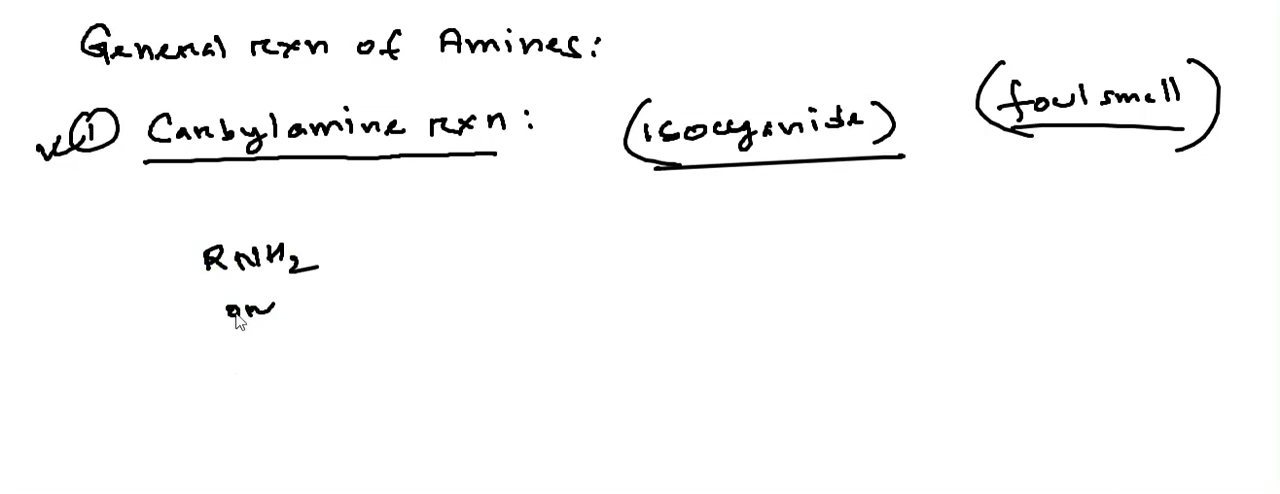 General rxn of Amines:
① Carbylamine rxn: (isocyanide) (foul smell)
RNH2
or